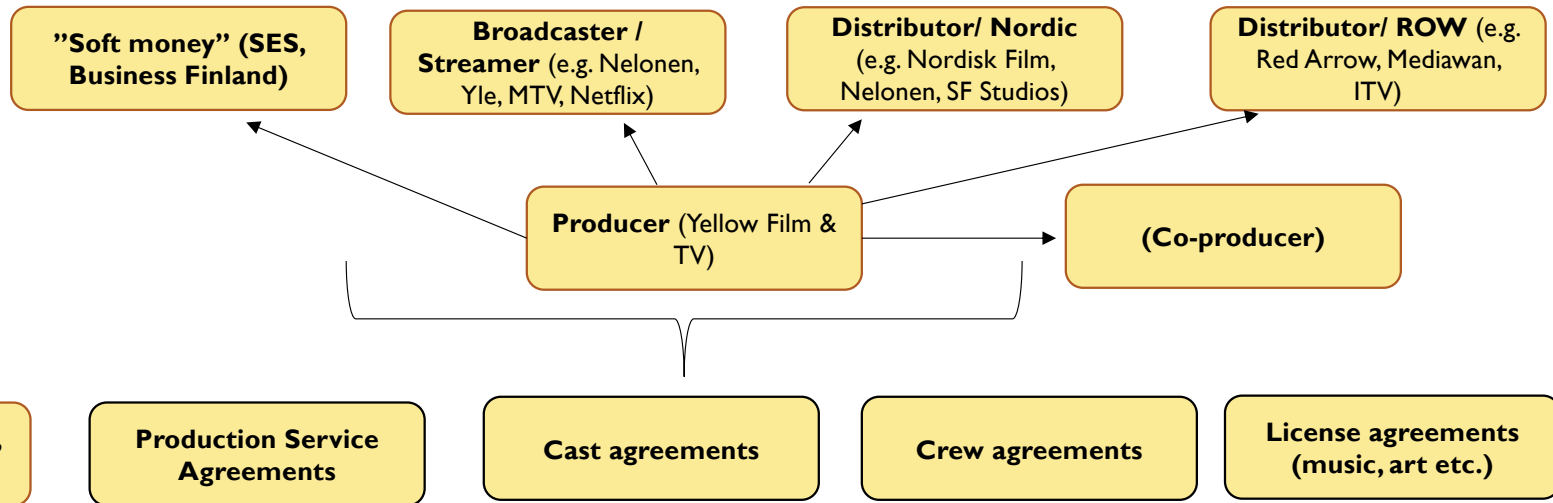 ”Soft money” (SES,
Business Finland)
Broadcaster /
Streamer (e.g. Nelonen,
Yle, MTV, Netflix)
Distributor/ Nordic
(e.g. Nordisk Film,
Nelonen, SF Studios)
Distributor/ ROW (e.g.
Red Arrow, Mediawan,
ITV)
Producer (Yellow Film &
TV)
(Co-producer)
Production Service
Agreements
Cast agreements
Crew agreements
License agreements
(music, art etc.)